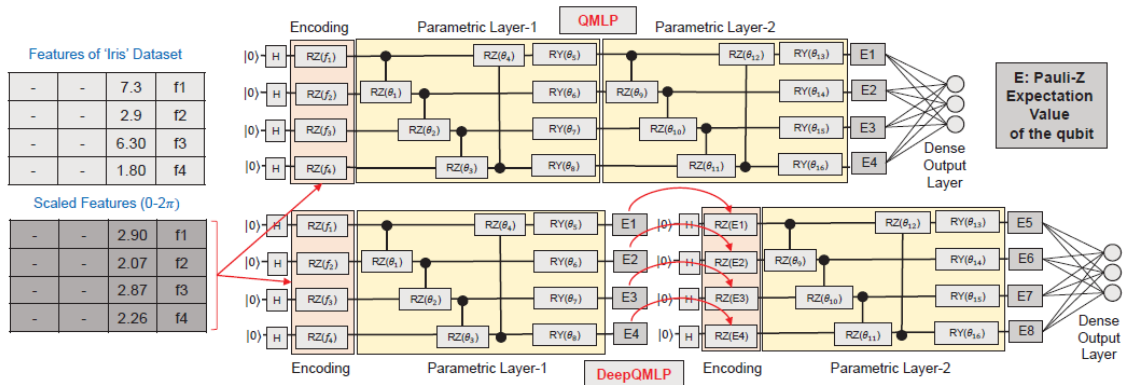 QMLP
Encoding Parametric Layer-1 Parametric Layer-2
Features of 'Iris' Dataset
- - 7.3 f1
- - 2.9 f2
- - 6.30 f3
- - 1.80 f4
Scaled Features (0-2π)
- - 2.90 f1
- - 2.07 f2
- - 2.87 f3
- - 2.26 f4
|0⟩ H RZ(f₁) RZ(θ₄) RY(θ₅) RZ(θ₁₂) RY(θ₁₃) E1
|0⟩ H RZ(f₂) RZ(θ₁) RY(θ₆) RZ(θ₉) RY(θ₁₄) E2
|0⟩ H RZ(f₃) RZ(θ₂) RY(θ₇) RZ(θ₁₀) RY(θ₁₅) E3
|0⟩ H RZ(f₄) RZ(θ₃) RY(θ₈) RZ(θ₁₁) RY(θ₁₆) E4
Dense
Output
Layer
E: Pauli-Z
Expectation
Value
of the qubit
|0⟩ H RZ(f₁) RZ(θ₄) RY(θ₅) E1 |0⟩ H RZ(E1) RZ(θ₁₂) RY(θ₁₃) E5
|0⟩ H RZ(f₂) RZ(θ₁) RY(θ₆) E2 |0⟩ H RZ(E2) RZ(θ₉) RY(θ₁₄) E6
|0⟩ H RZ(f₃) RZ(θ₂) RY(θ₇) E3 |0⟩ H RZ(E3) RZ(θ₁₀) RY(θ₁₅) E7
|0⟩ H RZ(f₄) RZ(θ₃) RY(θ₈) E4 |0⟩ H RZ(E4) RZ(θ₁₁) RY(θ₁₆) E8
Dense
Output
Layer
Encoding Parametric Layer-1 Encoding Parametric Layer-2
DeepQMLP